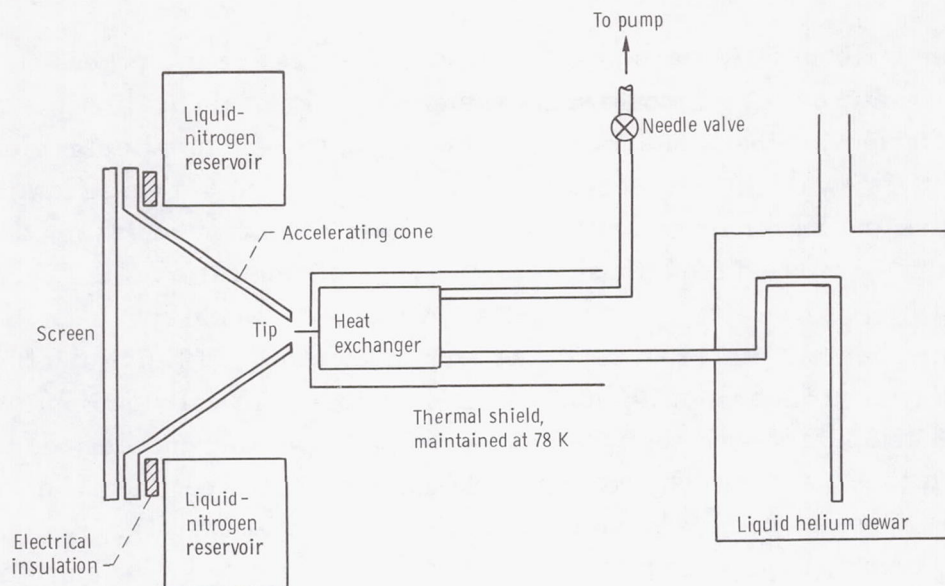 To pump
Needle valve
Liquid-
nitrogen
reservoir
Accelerating cone
Screen
Tip
Heat
exchanger
Thermal shield,
maintained at 78 K
Liquid-
nitrogen
reservoir
Electrical
insulation
Liquid helium dewar